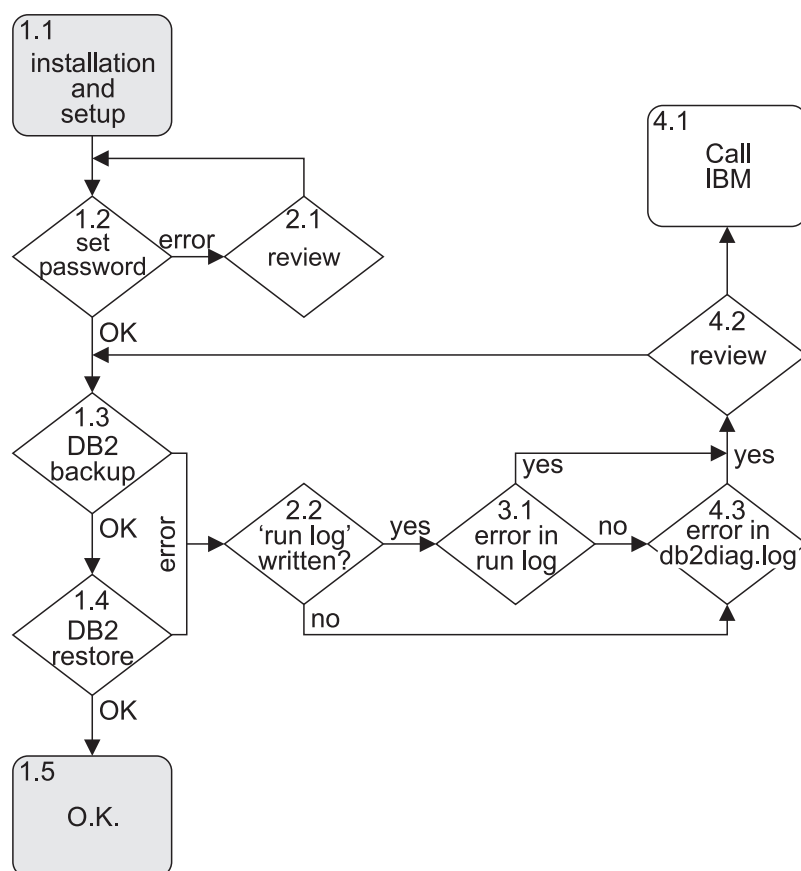 1.1
installation
and
setup
1.2
set
password
error
2.1
review
OK
4.1
Call
IBM
4.2
review
1.3
DB2
backup
OK
error
2.2
‘run log’
written?
yes
no
3.1
error in
run log
yes
no
4.3
error in
db2diag.log?
yes
1.4
DB2
restore
OK
1.5
O.K.